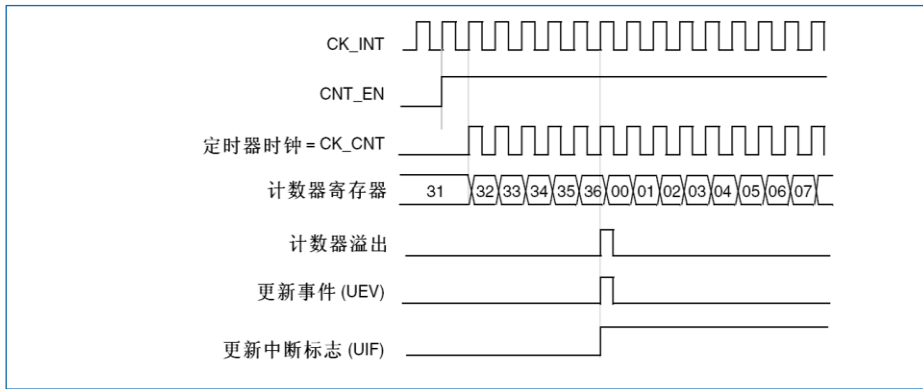 CK_INT
CNT_EN
定时器时钟 = CK_CNT
计数器寄存器 31 32 33 34 35 36 00 01 02 03 04 05 06 07
计数器溢出
更新事件 (UEV)
更新中断标志 (UIF)